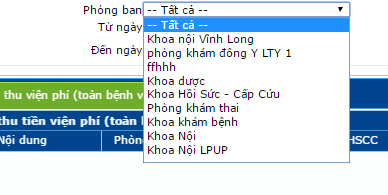 Phòng ban -- Tất cả --
Từ ngày
Đến ngày
-- Tất cả --
Khoa nội Vĩnh Long
phòng khám đông Y LTY 1
ffhhh
Khoa dược
Khoa Hồi Sức - Cấp Cứu
Phòng khám thai
Khoa khám bệnh
Khoa Nội
Khoa Nội LPUP
thu viện phí (toàn bệnh v
thu tiền viện phí (toàn b
Nội dung Phòn HSCC